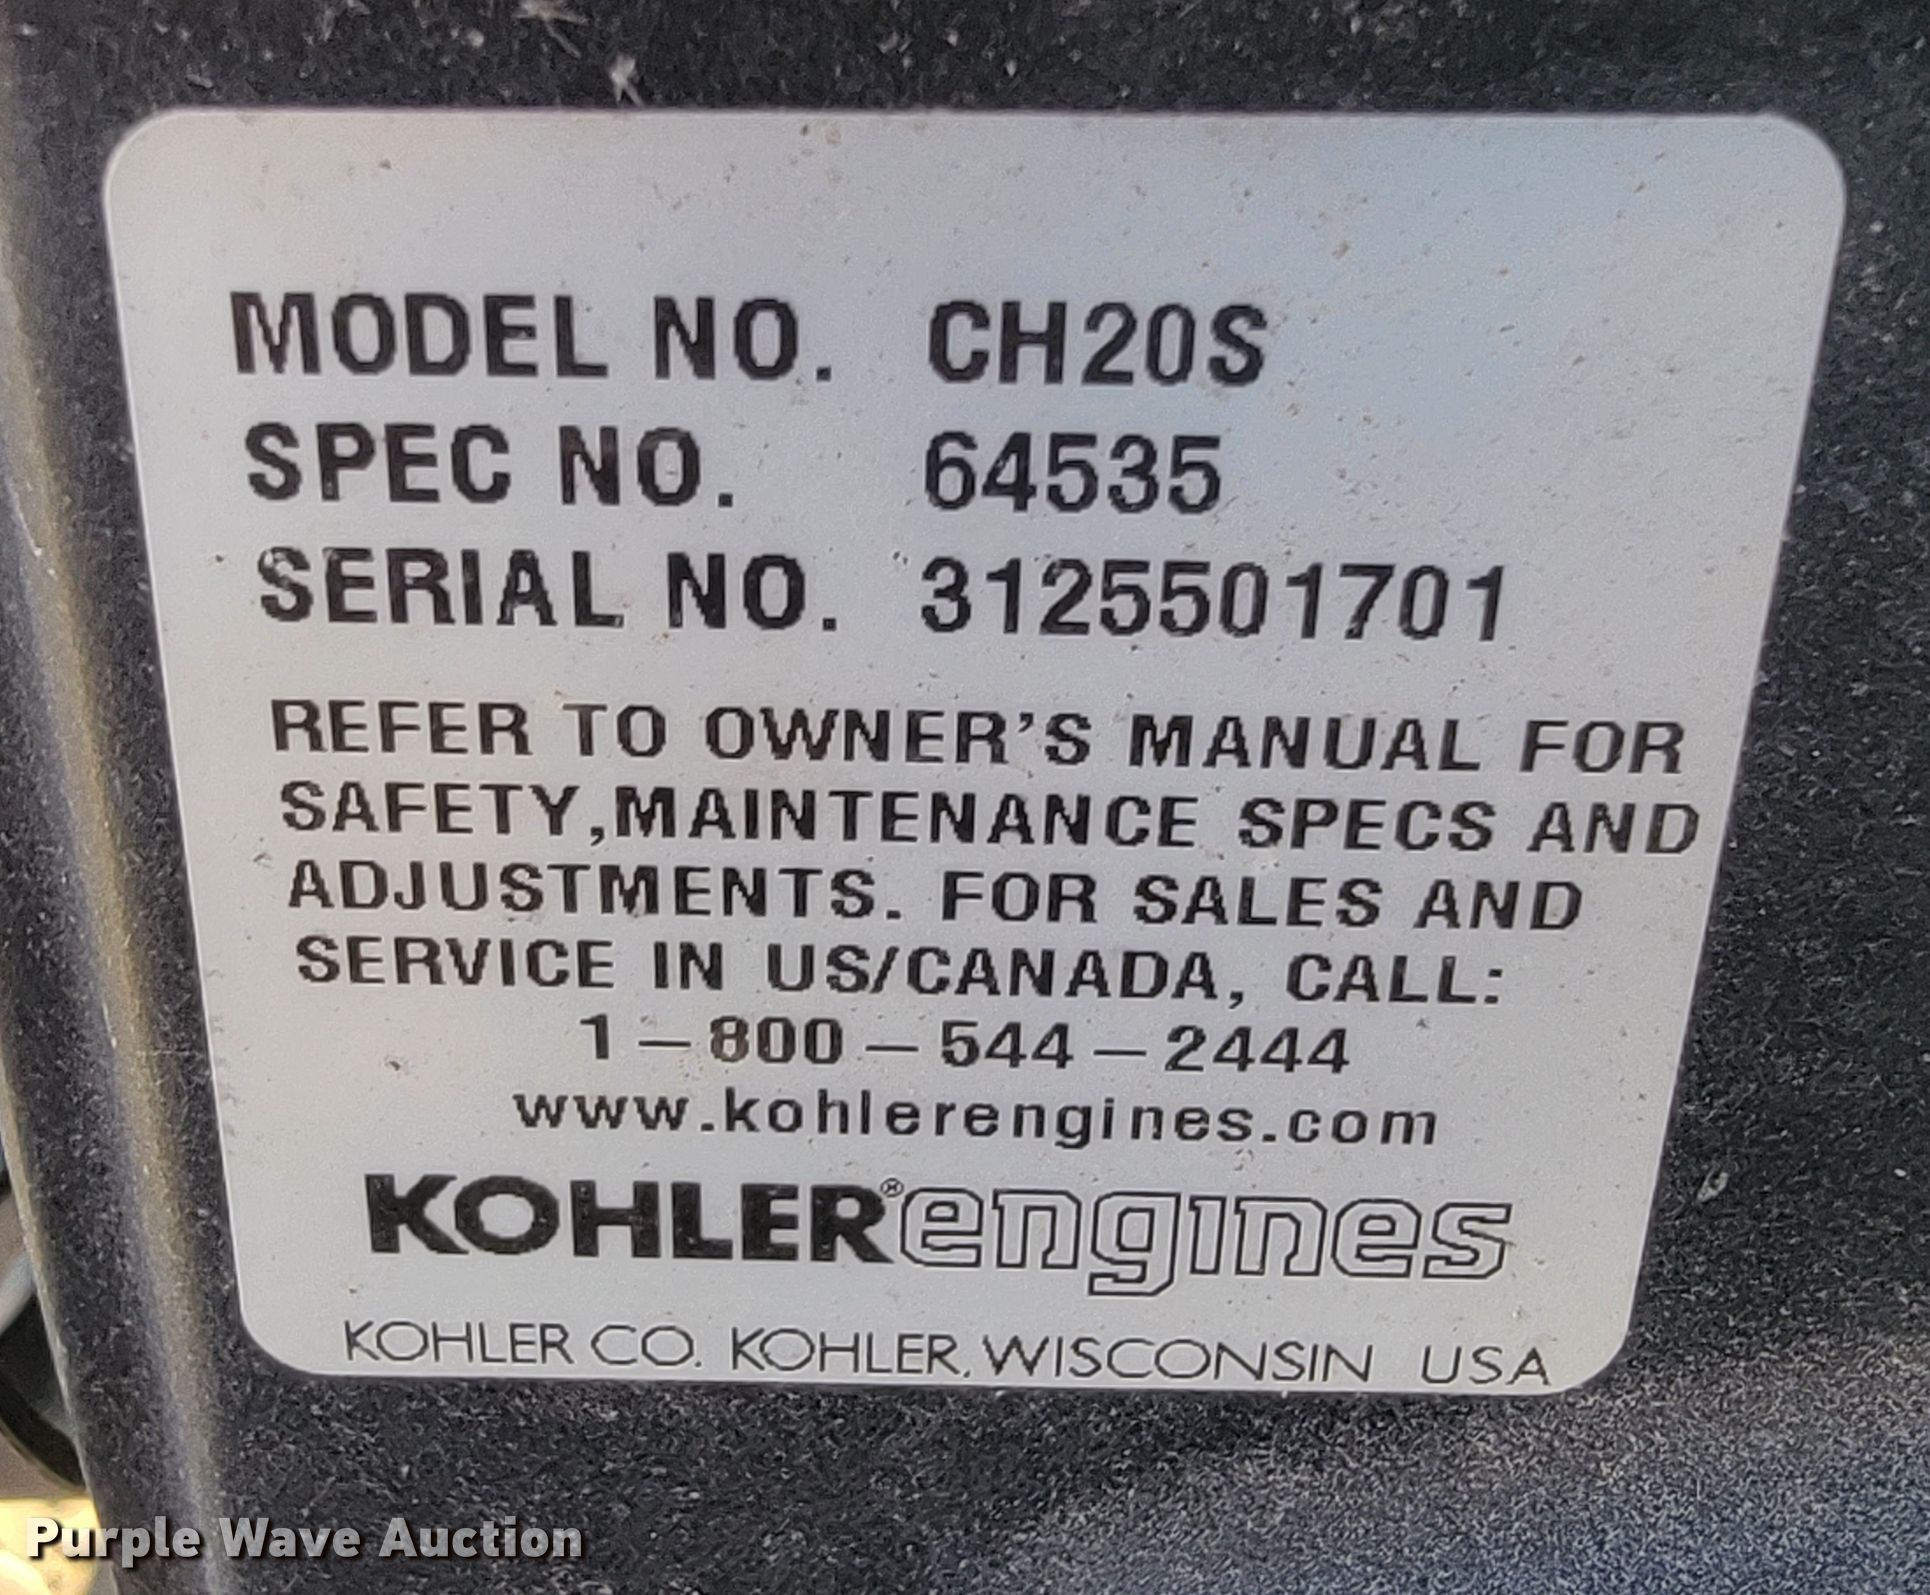 MODEL NO. CH20S
SPEC NO. 64535
SERIAL NO. 3125501701
REFER TO OWNER'S MANUAL FOR
SAFETY,MAINTENANCE SPECS AND
ADJUSTMENTS. FOR SALES AND
SERVICE IN US/CANADA, CALL:
1-800-544-2444
www.kohlerengines.com
KOHLER®engines
KOHLER CO. KOHLER, WISCONSIN USA
Purple Wave Auction